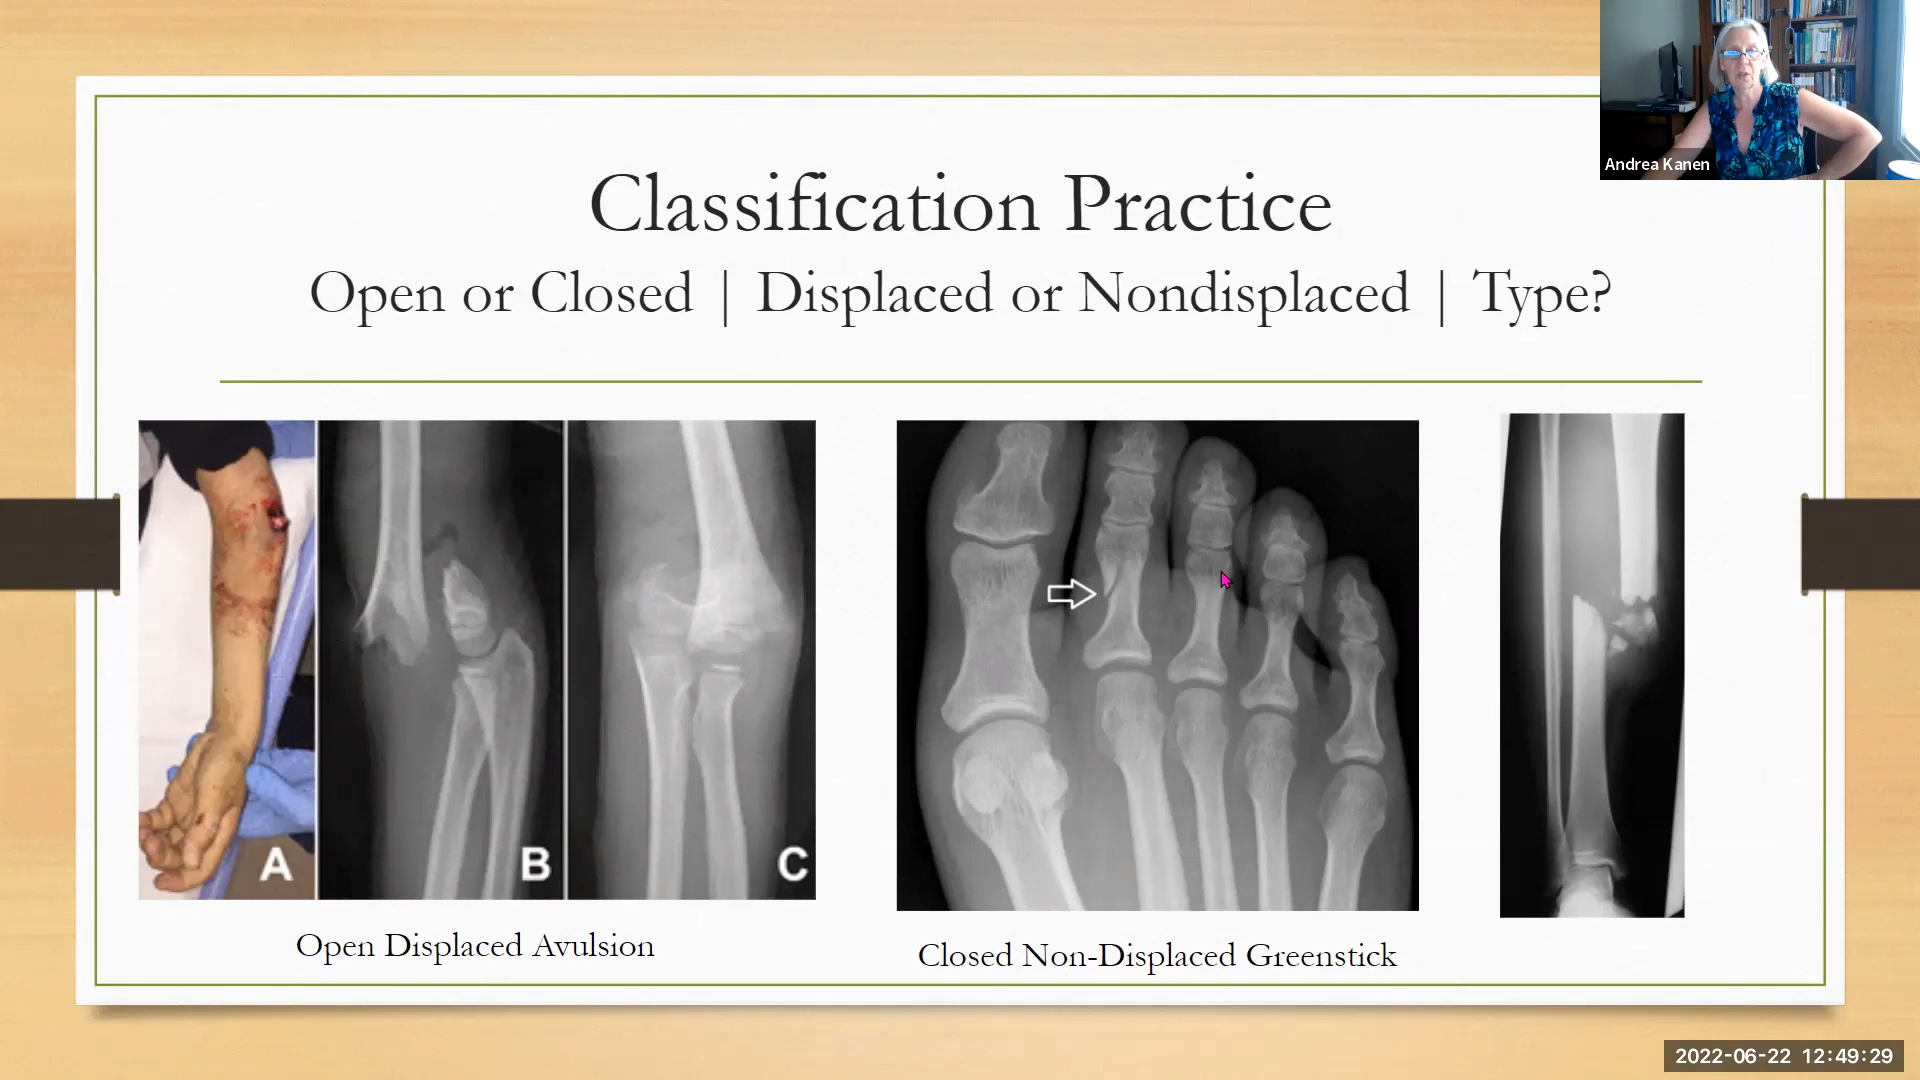 Andrea Kanen
Classification Practice
Open or Closed | Displaced or Nondisplaced | Type?
A
B
C
Open Displaced Avulsion
Closed Non-Displaced Greenstick
2022-06-22 12:49:29